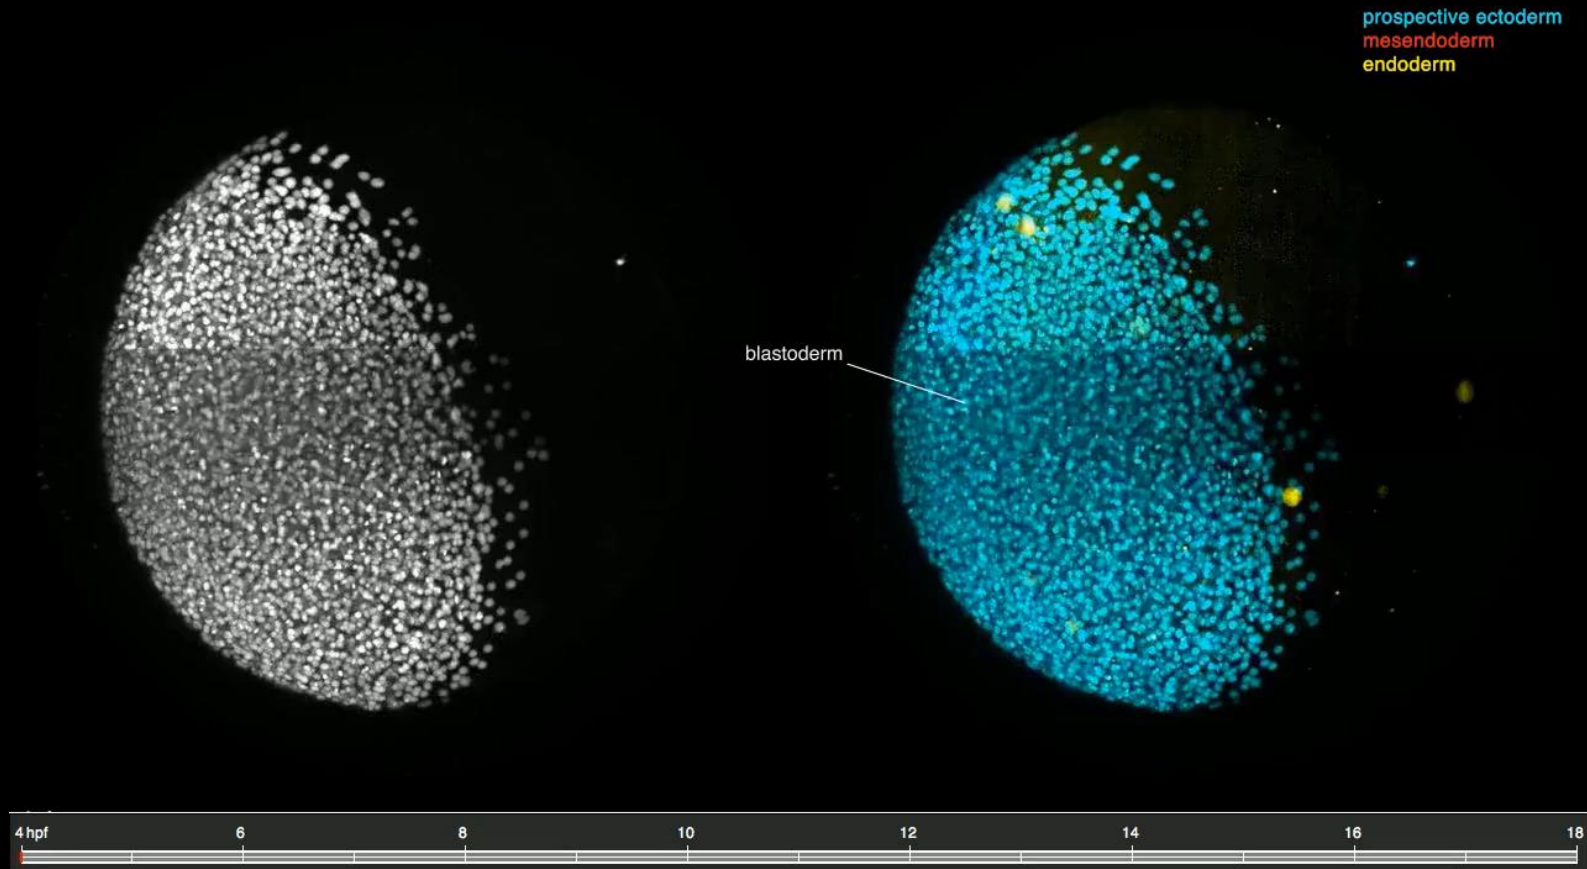 prospective ectoderm
mesendoderm
endoderm
blastoderm
4 hpf 6 8 10 12 14 16 18